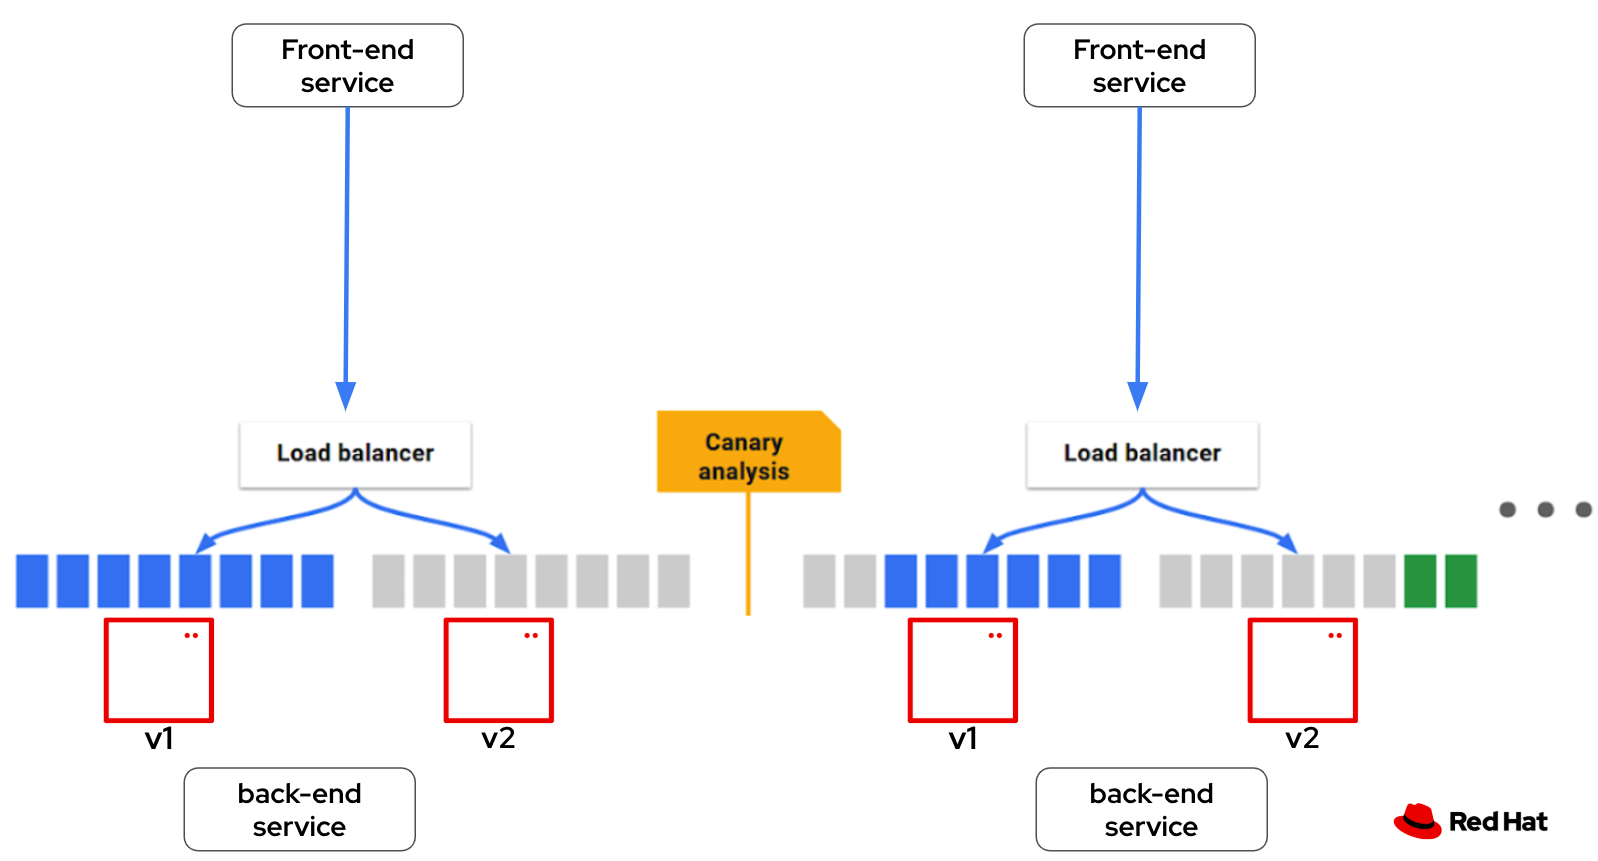 Front-end
service
Front-end
service
Load balancer
Canary
analysis
Load balancer
v1
v2
v1
v2
back-end
service
back-end
service
Red Hat